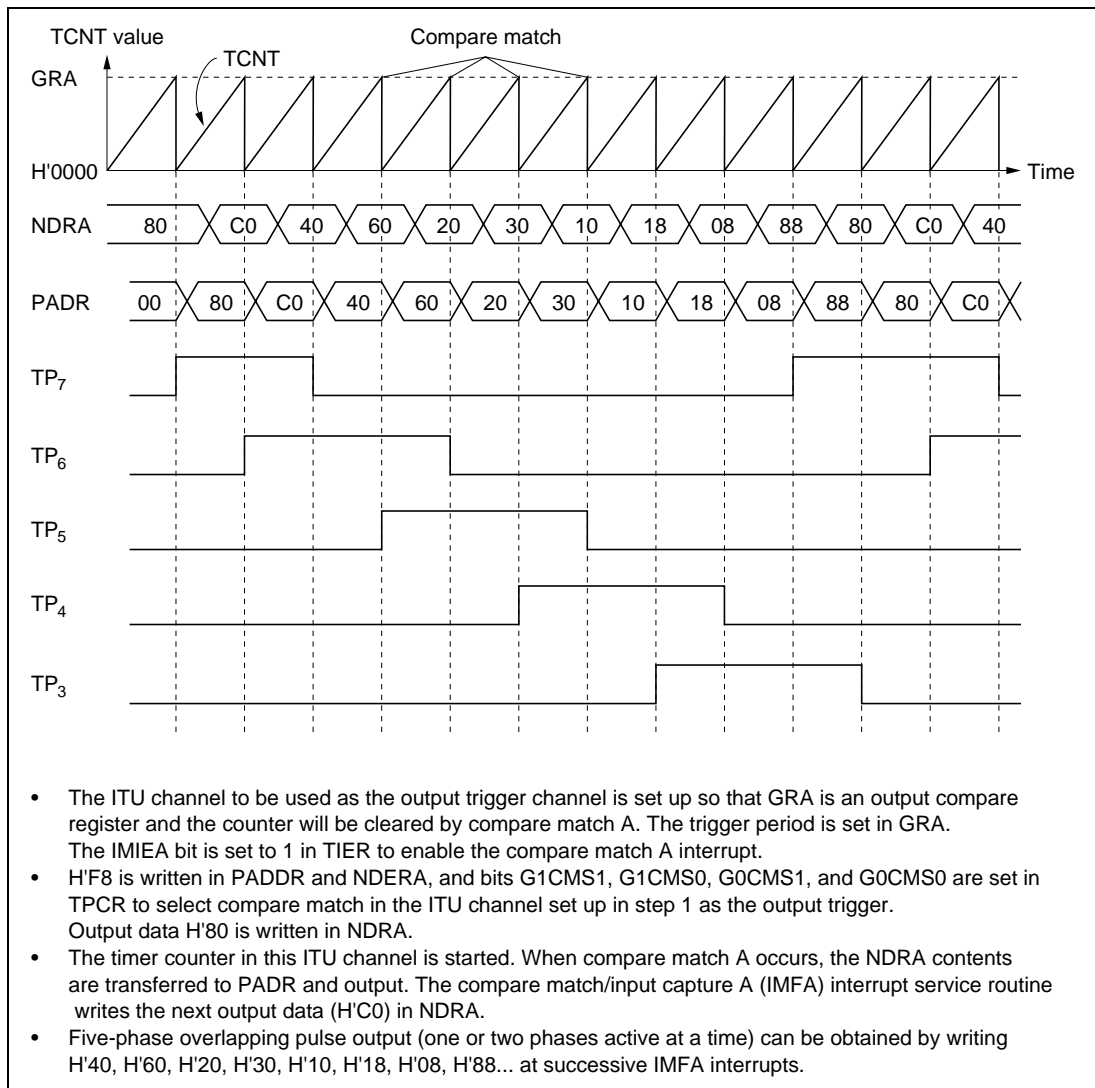 TCNT value
Compare match
TCNT
GRA
H'0000
Time
NDRA 80 C0 40 60 20 30 10 18 08 88 80 C0 40
PADR 00 80 C0 40 60 20 30 10 18 08 88 80 C0
TP7
TP6
TP5
TP4
TP3
• The ITU channel to be used as the output trigger channel is set up so that GRA is an output compare
register and the counter will be cleared by compare match A. The trigger period is set in GRA.
The IMIEA bit is set to 1 in TIER to enable the compare match A interrupt.
• H'F8 is written in PADDR and NDERA, and bits G1CMS1, G1CMS0, G0CMS1, and G0CMS0 are set in
TPCR to select compare match in the ITU channel set up in step 1 as the output trigger.
Output data H'80 is written in NDRA.
• The timer counter in this ITU channel is started. When compare match A occurs, the NDRA contents
are transferred to PADR and output. The compare match/input capture A (IMFA) interrupt service routine
writes the next output data (H'C0) in NDRA.
• Five-phase overlapping pulse output (one or two phases active at a time) can be obtained by writing
H'40, H'60, H'20, H'30, H'10, H'18, H'08, H'88... at successive IMFA interrupts.